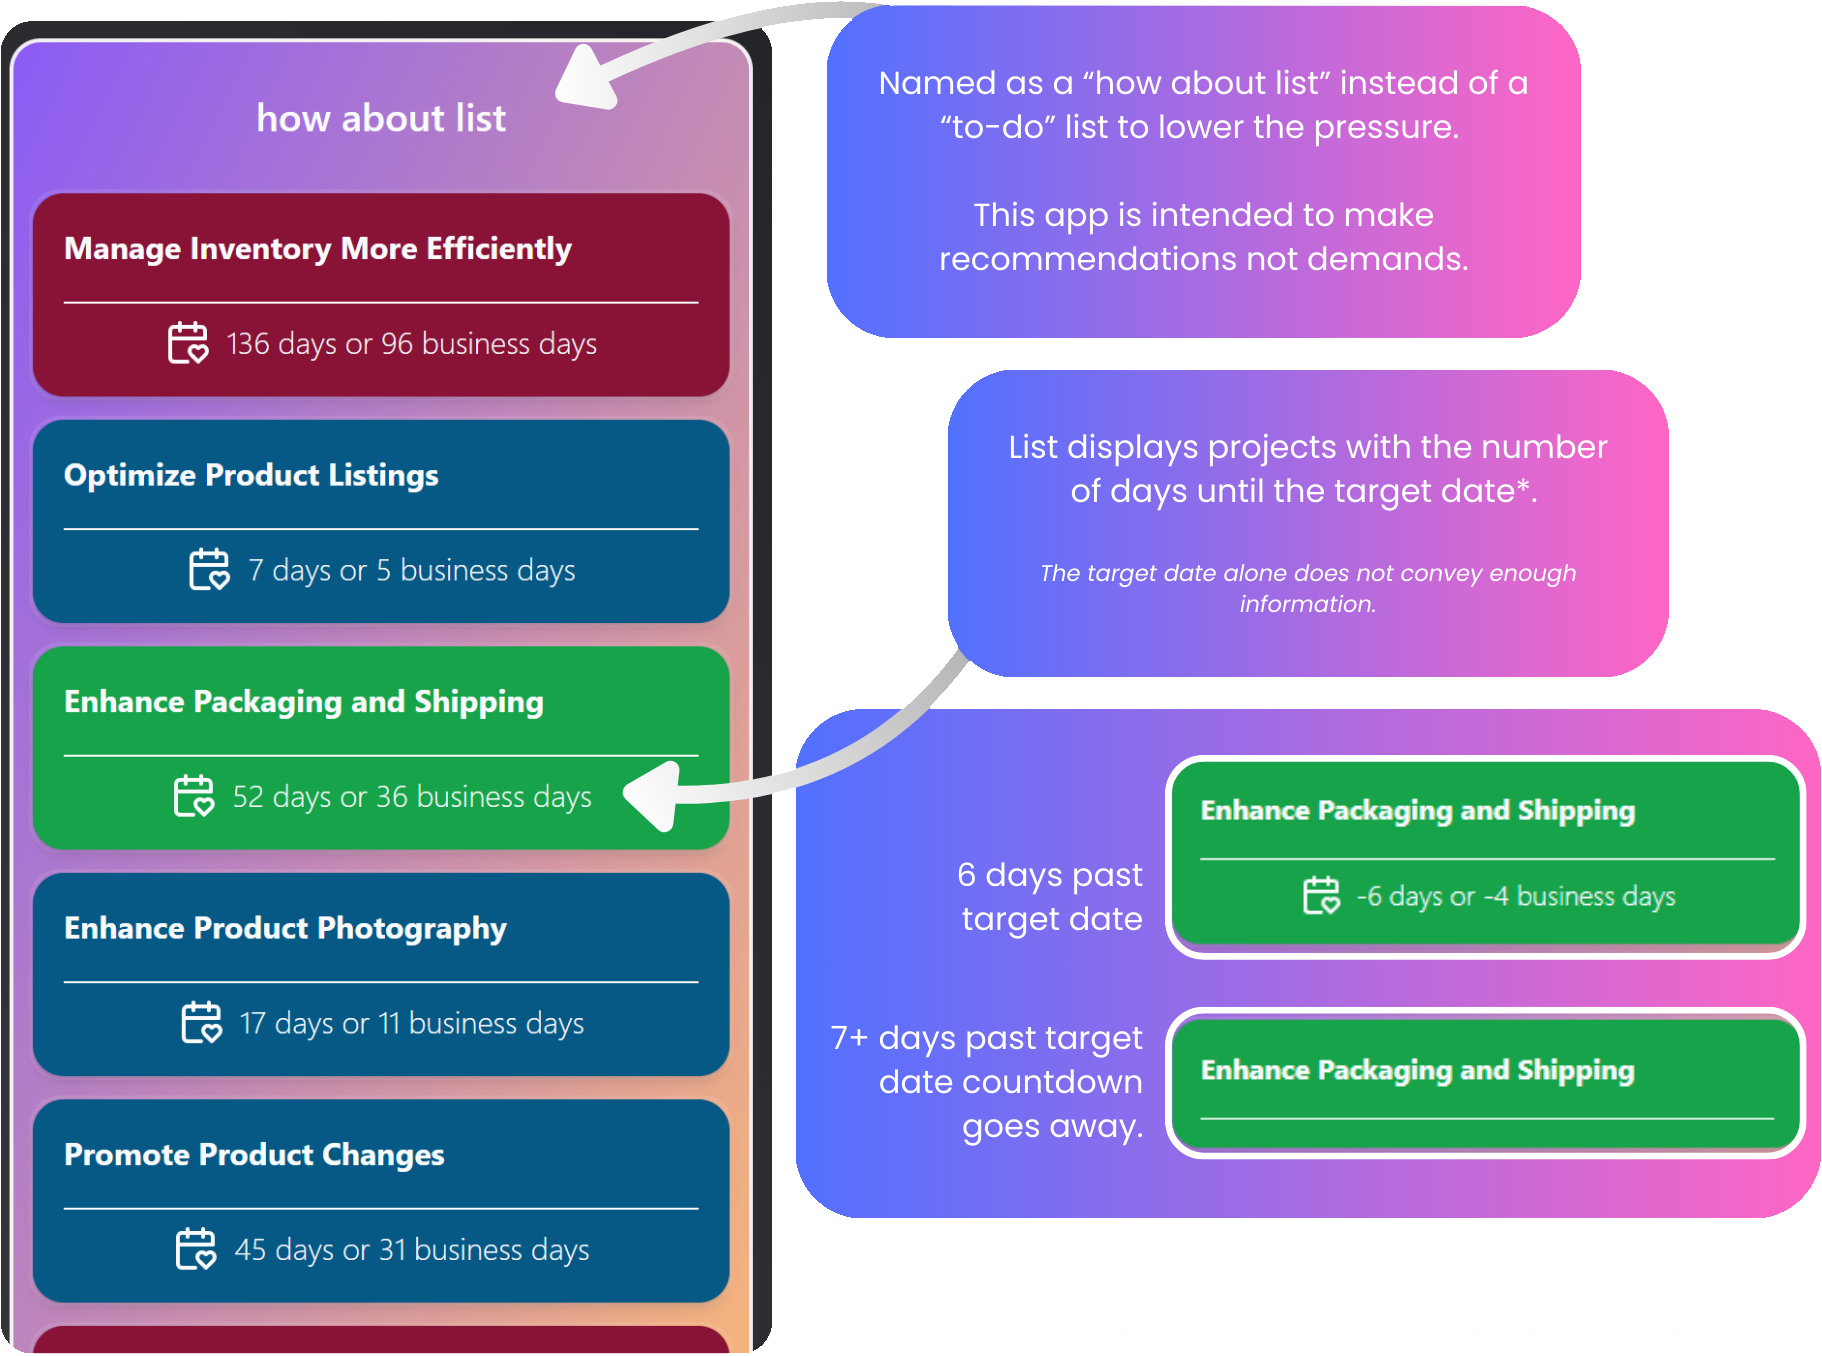 how about list
Manage Inventory More Efficiently
136 days or 96 business days
Optimize Product Listings
7 days or 5 business days
Enhance Packaging and Shipping
52 days or 36 business days
Enhance Product Photography
17 days or 11 business days
Promote Product Changes
45 days or 31 business days
Named as a “how about list” instead of a
“to-do” list to lower the pressure.
This app is intended to make
recommendations not demands.
List displays projects with the number
of days until the target date*.
The target date alone does not convey enough
information.
6 days past
target date
Enhance Packaging and Shipping
-6 days or -4 business days
7+ days past target
date countdown
goes away.
Enhance Packaging and Shipping